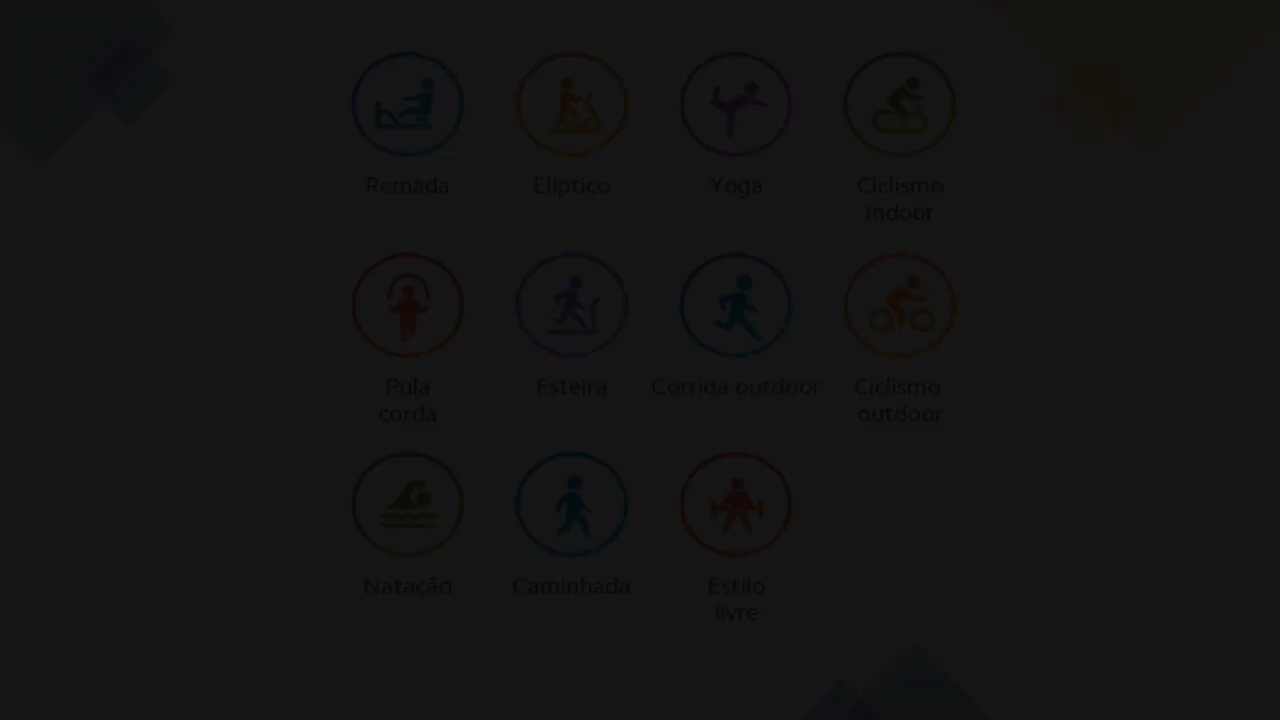 Remada
Elíptico
Yoga
Ciclismo
indoor
Pula
corda
Esteira
Corrida outdoor
Ciclismo
outdoor
Natação
Caminhada
Estilo
livre